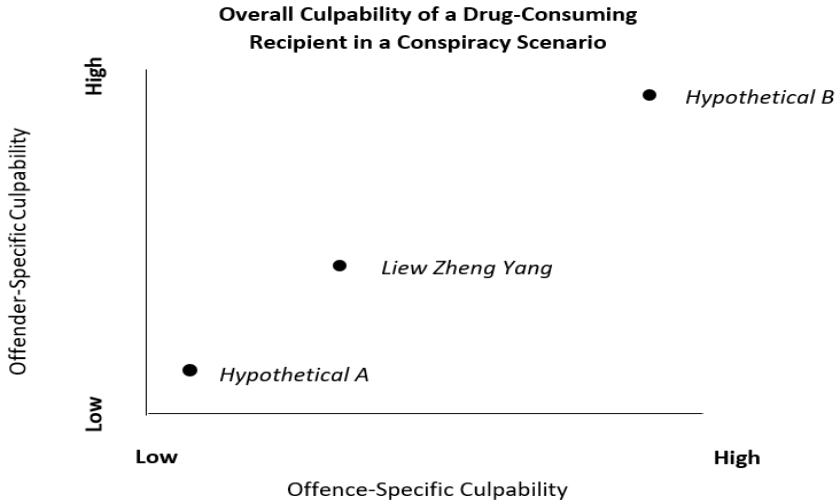 Overall Culpability of a Drug-Consuming
Recipient in a Conspiracy Scenario
High
Hypothetical B
Offender-Specific Culpability
Liew Zheng Yang
Hypothetical A
Low
Low
High
Offence-Specific Culpability